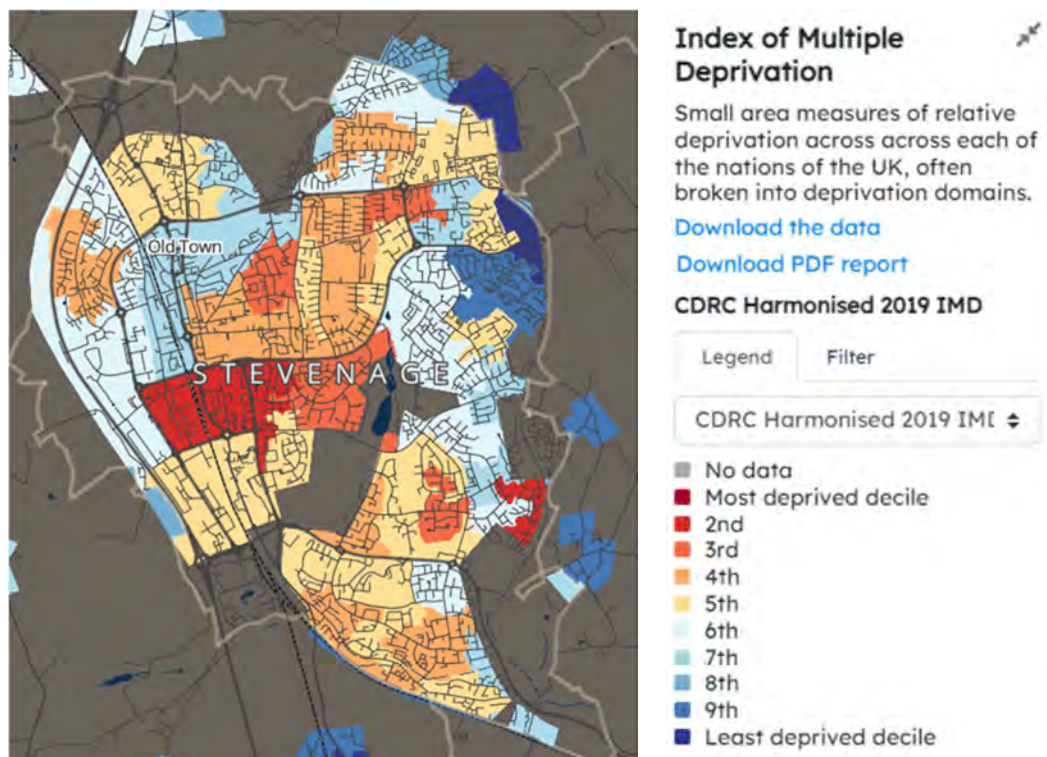 Old Town
STEVENAGE
Index of Multiple
Deprivation
Small area measures of relative
deprivation across across each of
the nations of the UK, often
broken into deprivation domains.
Download the data
Download PDF report
CDRC Harmonised 2019 IMD
Legend Filter
CDRC Harmonised 2019 IM
No data
Most deprived decile
2nd
3rd
4th
5th
6th
7th
8th
9th
Least deprived decile